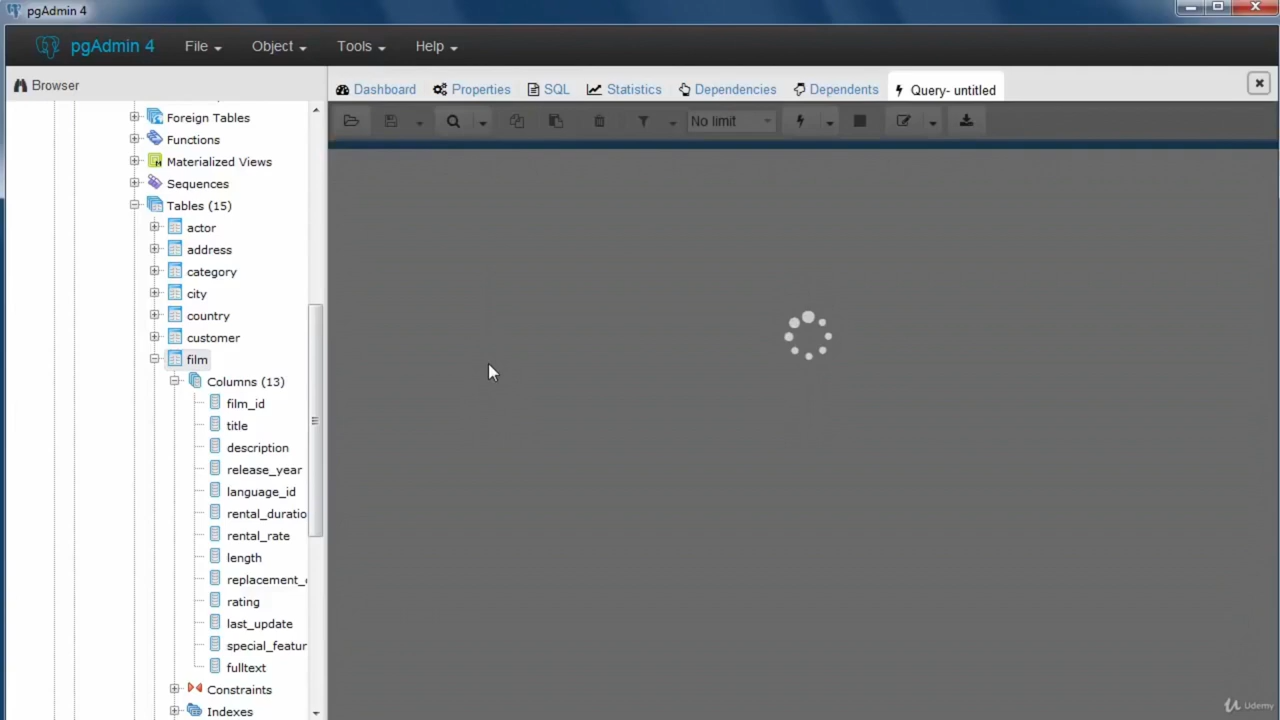 pgAdmin 4
pgAdmin 4 File Object Tools Help
Browser
Dashboard Properties SQL Statistics Dependencies Dependents Query- untitled
No limit
Foreign Tables
Functions
Materialized Views
Sequences
Tables (15)
actor
address
category
city
country
customer
film
Columns (13)
film_id
title
description
release_year
language_id
rental_duratio
rental_rate
length
replacement_
rating
last_update
special_featur
fulltext
Constraints
Indexes
Udemy